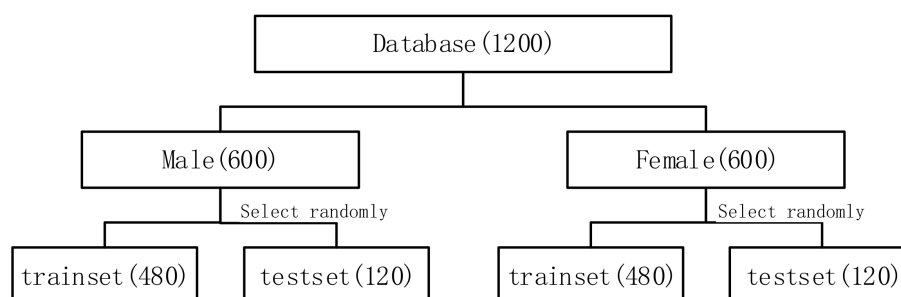 Database(1200)
Male(600)
Female(600)
Select randomly
Select randomly
trainset(480)
testset(120)
trainset(480)
testset(120)